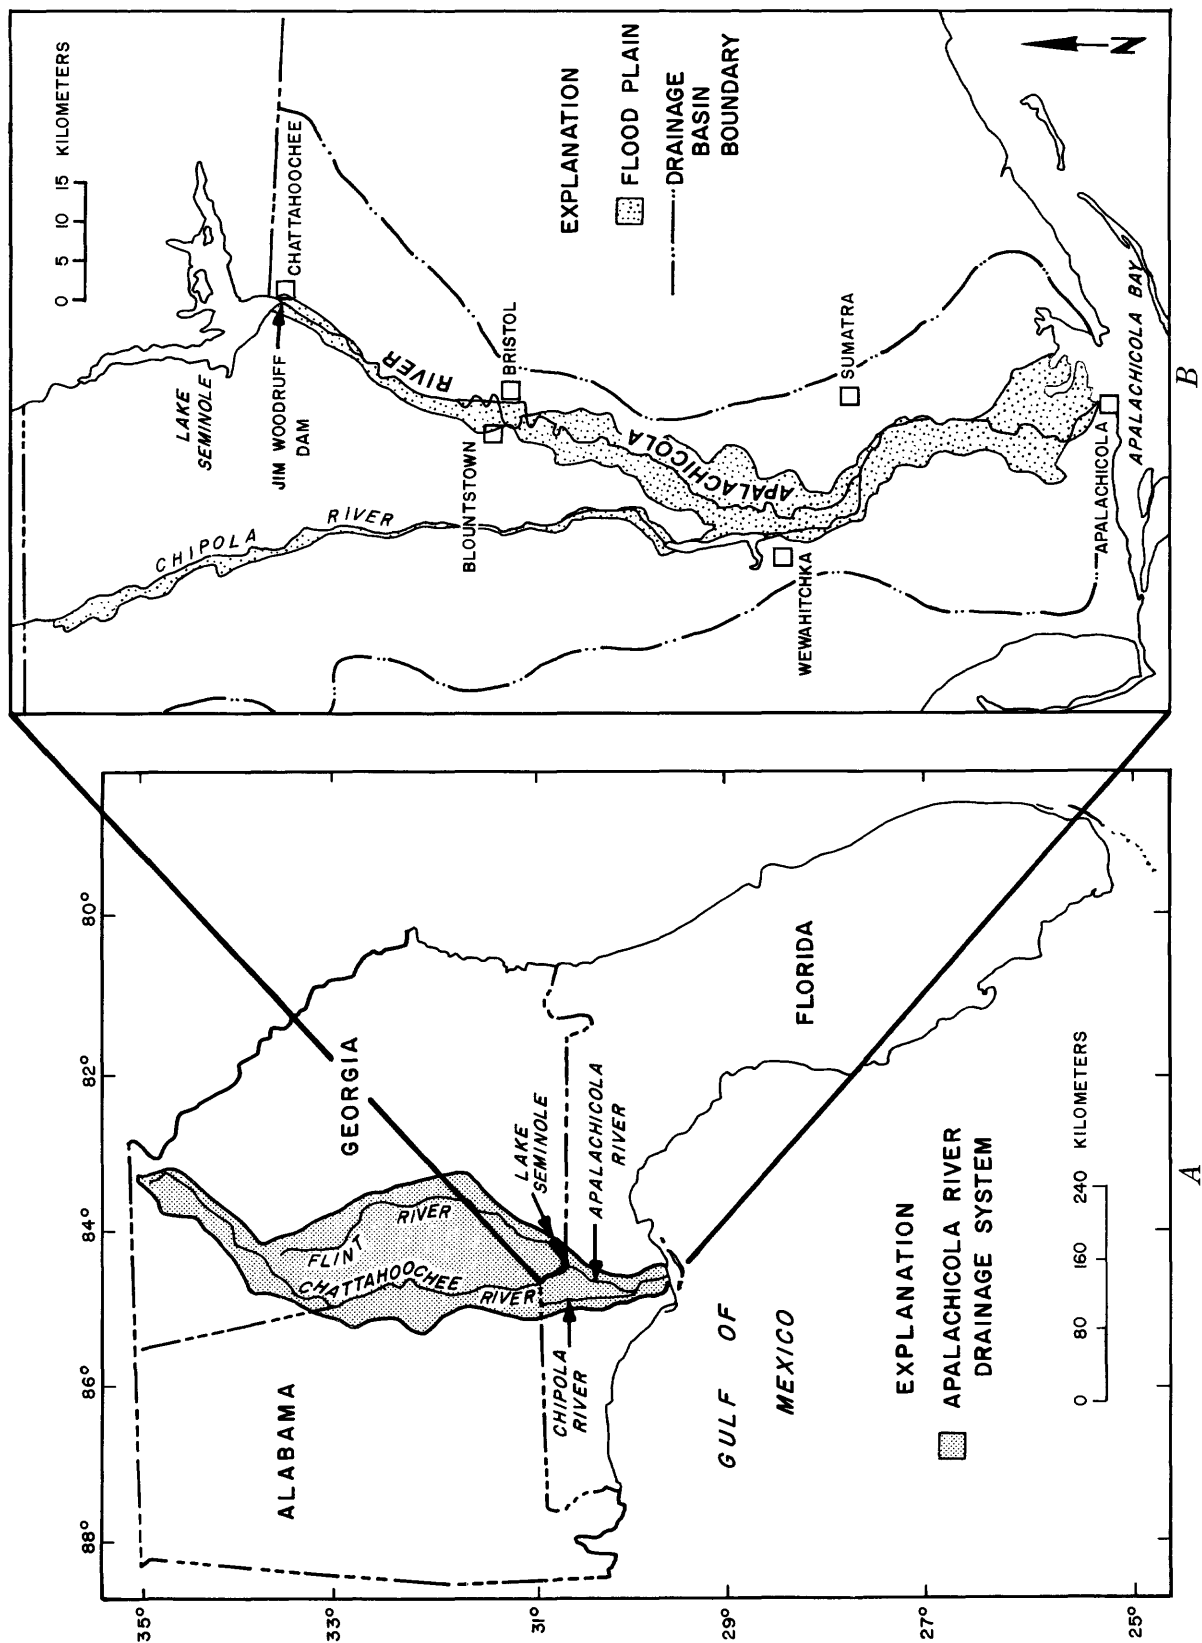 35°
33°
31°
29°
27°
25°
88°
86°
84°
82°
80°
ALABAMA
GEORGIA
FLORIDA
FLINT
RIVER
CHATTAHOOCHEE
RIVER
LAKE
SEMINOLE
APALACHICOLA
RIVER
CHIPOLA
RIVER
GULF OF
MEXICO
EXPLANATION
APALACHICOLA RIVER
DRAINAGE SYSTEM
0 80 160 240 KILOMETERS
A
0 5 10 15 KILOMETERS
LAKE
SEMINOLE
JIM WOODRUFF
DAM
CHATTAHOOCHEE
CHIPOLA
RIVER
BLOUNTSTOWN
BRISTOL
APALACHICOLA
RIVER
WEWAHITCHKA
SUMATRA
APALACHICOLA
APALACHICOLA BAY
EXPLANATION
FLOOD PLAIN
DRAINAGE
BASIN
BOUNDARY
N
B